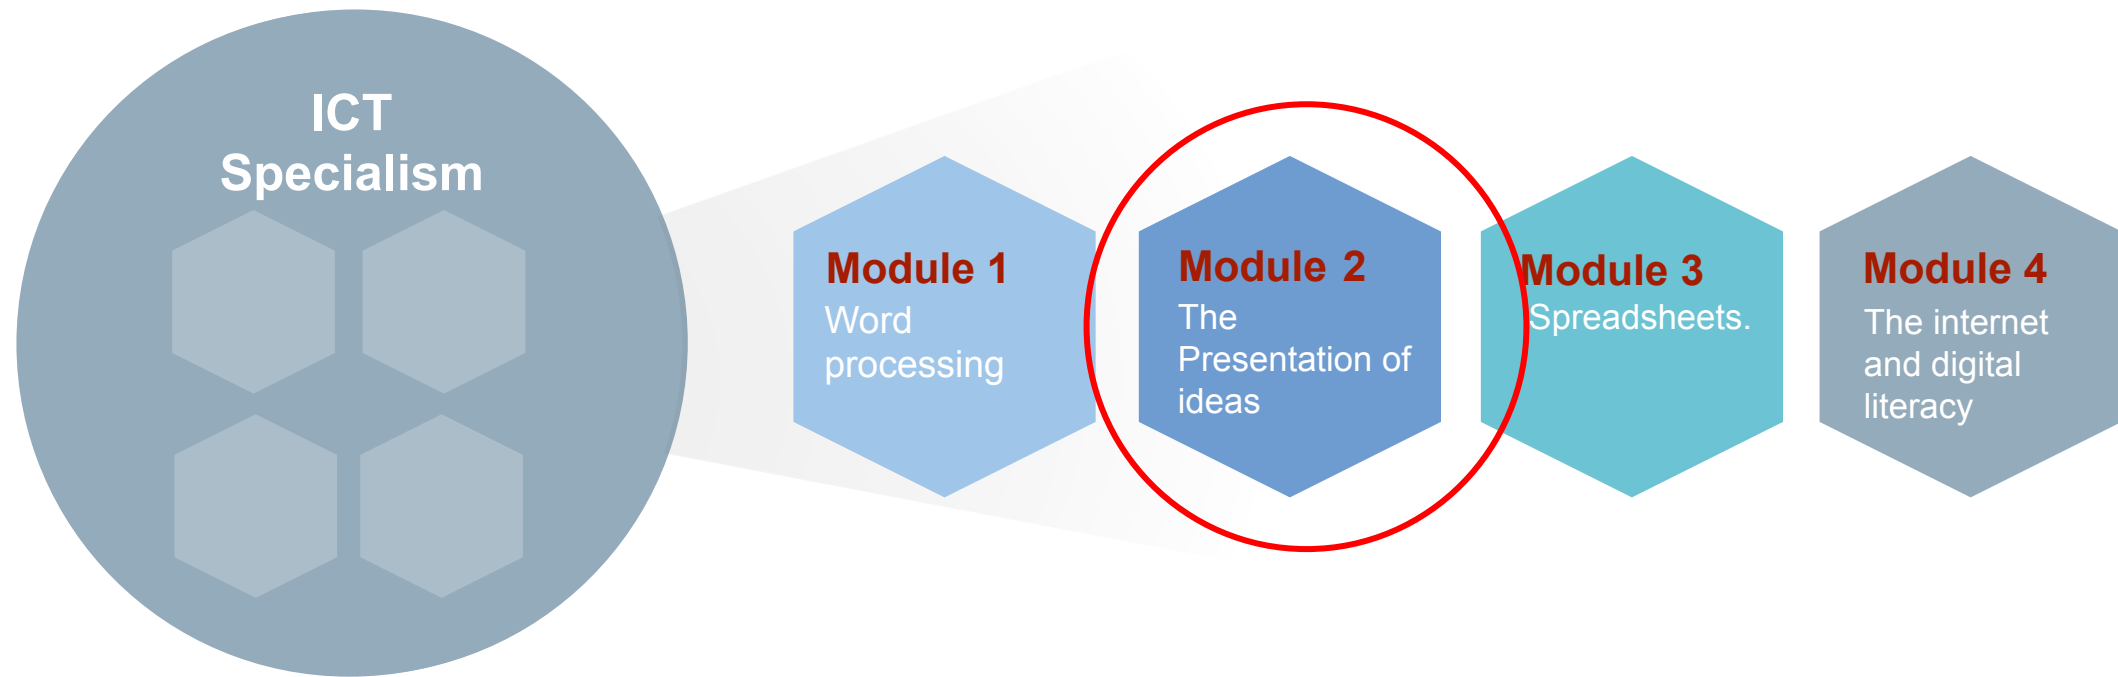 ICT
Specialism
Module 1
Word
processing
Module 2
The
Presentation of
ideas
Module 3
Spreadsheets.
Module 4
The internet
and digital
literacy